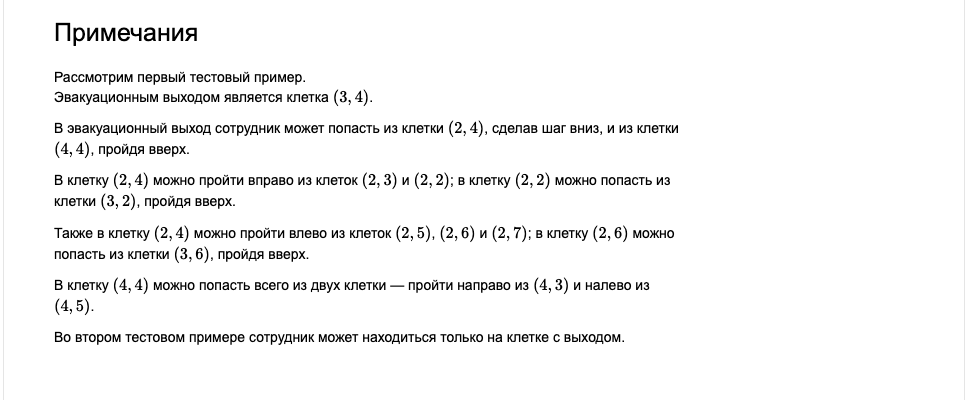 Примечания
Рассмотрим первый тестовый пример.
Эвакуационным выходом является клетка (3, 4).
В эвакуационный выход сотрудник может попасть из клетки (2, 4), сделав шаг вниз, и из клетки
(4, 4), пройдя вверх.
В клетку (2, 4) можно пройти вправо из клеток (2, 3) и (2, 2); в клетку (2, 2) можно попасть из
клетки (3, 2), пройдя вверх.
Также в клетку (2, 4) можно пройти влево из клеток (2, 5), (2, 6) и (2, 7); в клетку (2, 6) можно
попасть из клетки (3, 6), пройдя вверх.
В клетку (4, 4) можно попасть всего из двух клетки — пройти направо из (4, 3) и налево из
(4, 5).
Во втором тестовом примере сотрудник может находиться только на клетке с выходом.